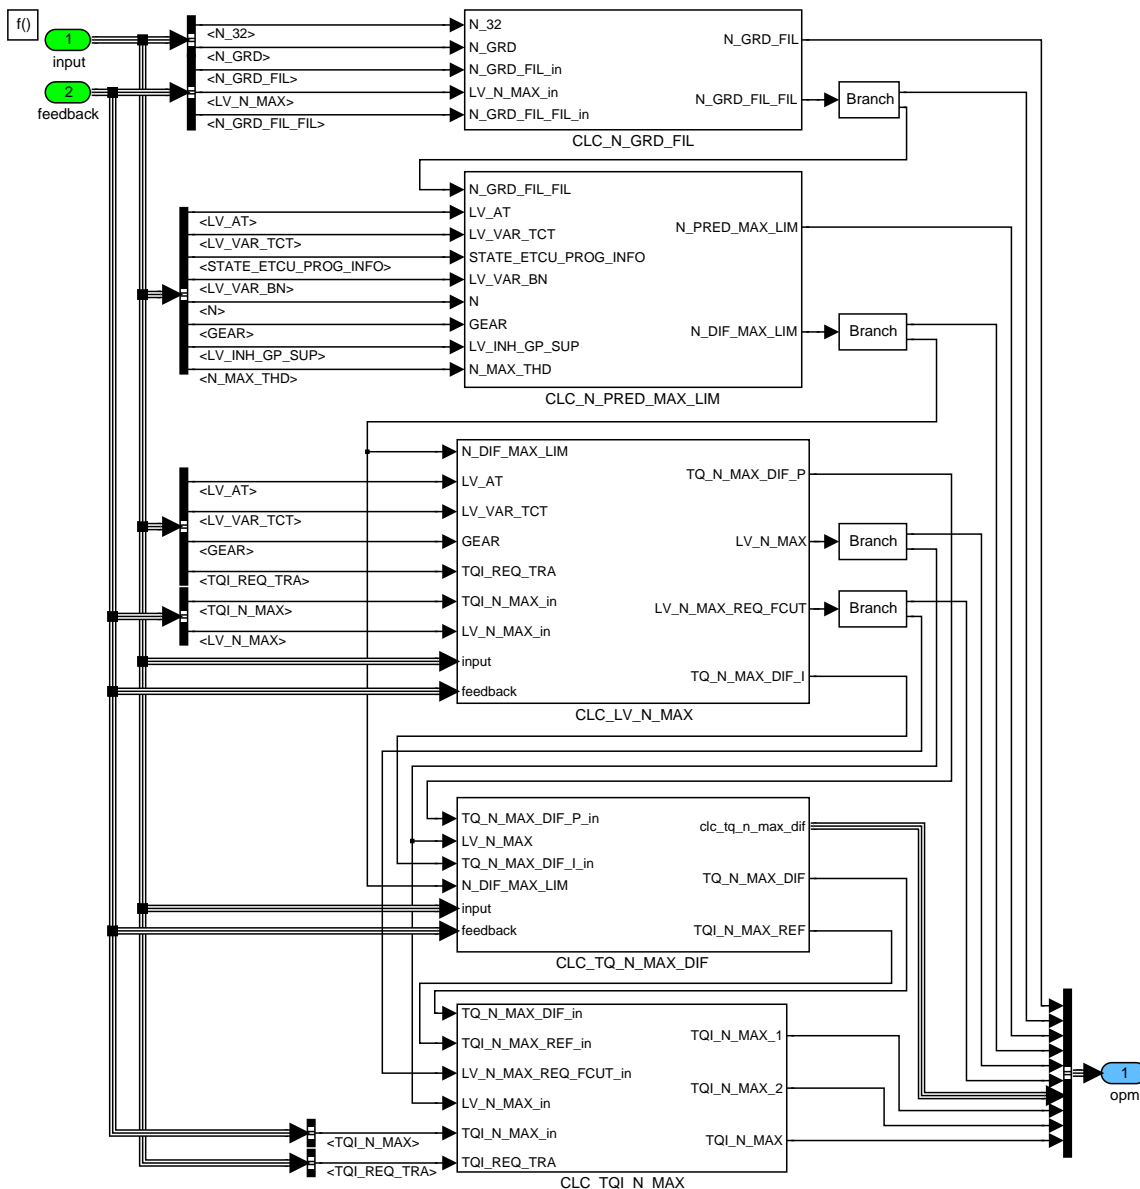 f()
1
input
2
feedback
<N_32>
<N_GRD>
<N_GRD_FIL>
<LV_N_MAX>
<N_GRD_FIL_FIL>
N_32
N_GRD
N_GRD_FIL_in
LV_N_MAX_in
N_GRD_FIL_FIL_in
N_GRD_FIL
N_GRD_FIL_FIL
Branch
CLC_N_GRD_FIL
<LV_AT>
<LV_VAR_TCT>
<STATE_ETCU_PROG_INFO>
<LV_VAR_BN>
<N>
<GEAR>
<LV_INH_GP_SUP>
<N_MAX_THD>
N_GRD_FIL_FIL
LV_AT
LV_VAR_TCT
STATE_ETCU_PROG_INFO
LV_VAR_BN
N
GEAR
LV_INH_GP_SUP
N_MAX_THD
N_PRED_MAX_LIM
N_DIF_MAX_LIM
Branch
CLC_N_PRED_MAX_LIM
<LV_AT>
<LV_VAR_TCT>
<GEAR>
<TQI_REQ_TRA>
<TQI_N_MAX>
<LV_N_MAX>
N_DIF_MAX_LIM
LV_AT
LV_VAR_TCT
GEAR
TQI_REQ_TRA
TQI_N_MAX_in
LV_N_MAX_in
input
feedback
TQ_N_MAX_DIF_P
LV_N_MAX
LV_N_MAX_REQ_FCUT
TQ_N_MAX_DIF_I
Branch
Branch
CLC_LV_N_MAX
TQ_N_MAX_DIF_P_in
LV_N_MAX
TQ_N_MAX_DIF_I_in
N_DIF_MAX_LIM
input
feedback
clc_tq_n_max_dif
TQ_N_MAX_DIF
TQI_N_MAX_REF
CLC_TQ_N_MAX_DIF
TQ_N_MAX_DIF_in
TQI_N_MAX_REF_in
LV_N_MAX_REQ_FCUT_in
LV_N_MAX_in
TQI_N_MAX_in
TQI_REQ_TRA
<TQI_N_MAX>
<TQI_REQ_TRA>
TQI_N_MAX_1
TQI_N_MAX_2
TQI_N_MAX
CLC_TQI_N_MAX
1
opm